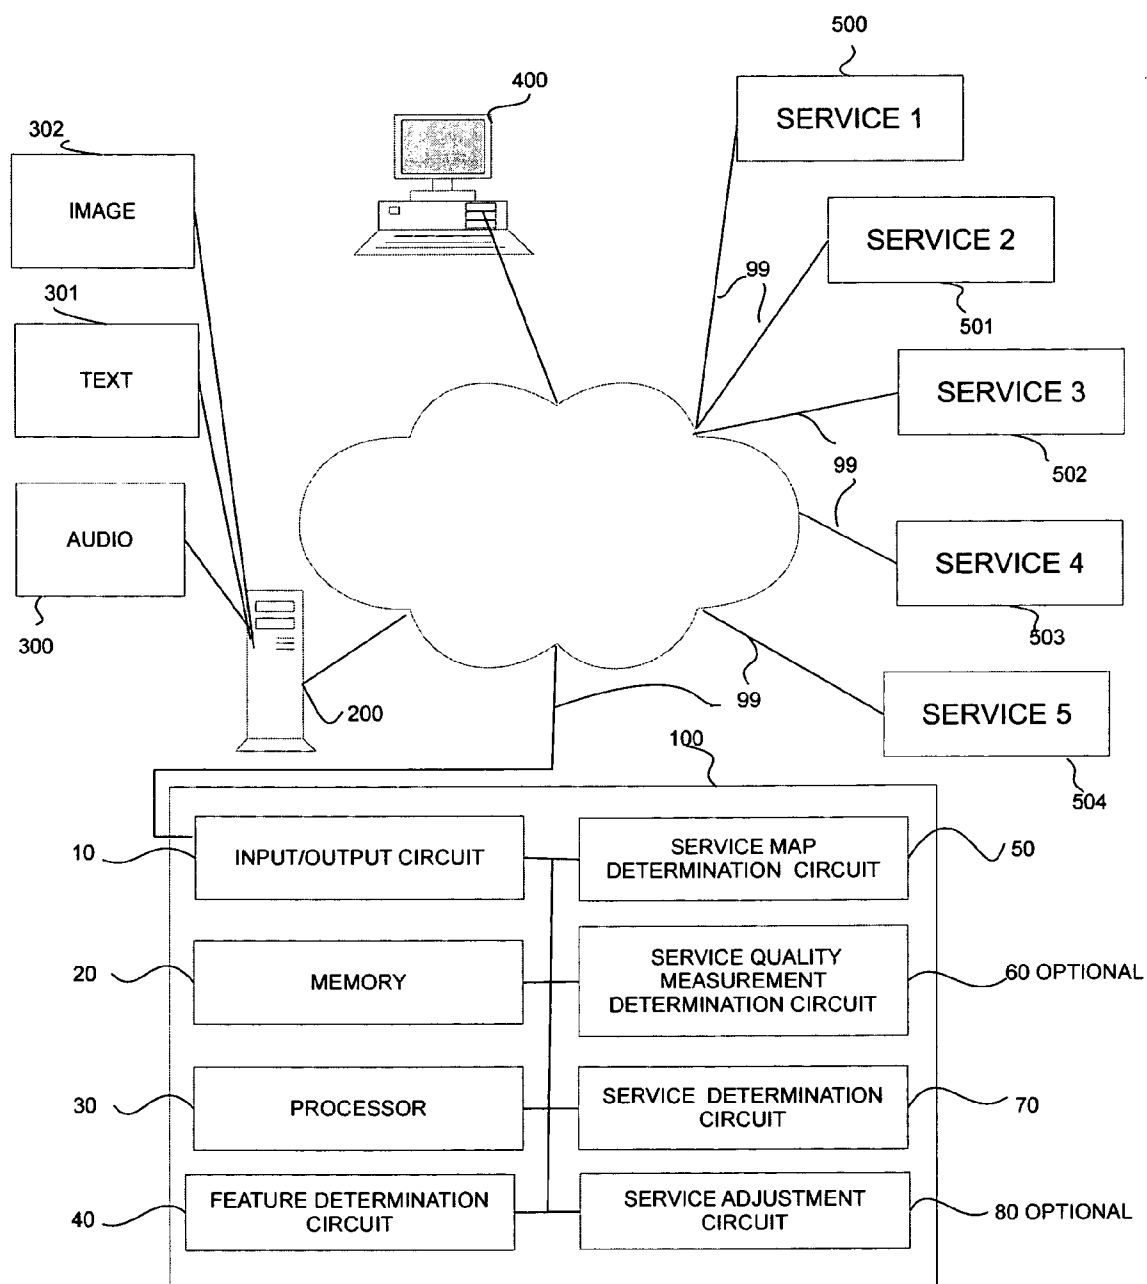 500
SERVICE 1
400
302
IMAGE
SERVICE 2
99
501
301
TEXT
SERVICE 3
99
502
AUDIO
SERVICE 4
503
300
200
99
SERVICE 5
504
100
10
INPUT/OUTPUT CIRCUIT
SERVICE MAP
DETERMINATION CIRCUIT
50
20
MEMORY
SERVICE QUALITY
MEASUREMENT
DETERMINATION CIRCUIT
60 OPTIONAL
30
PROCESSOR
SERVICE DETERMINATION
CIRCUIT
70
40
FEATURE DETERMINATION
CIRCUIT
SERVICE ADJUSTMENT
CIRCUIT
80 OPTIONAL